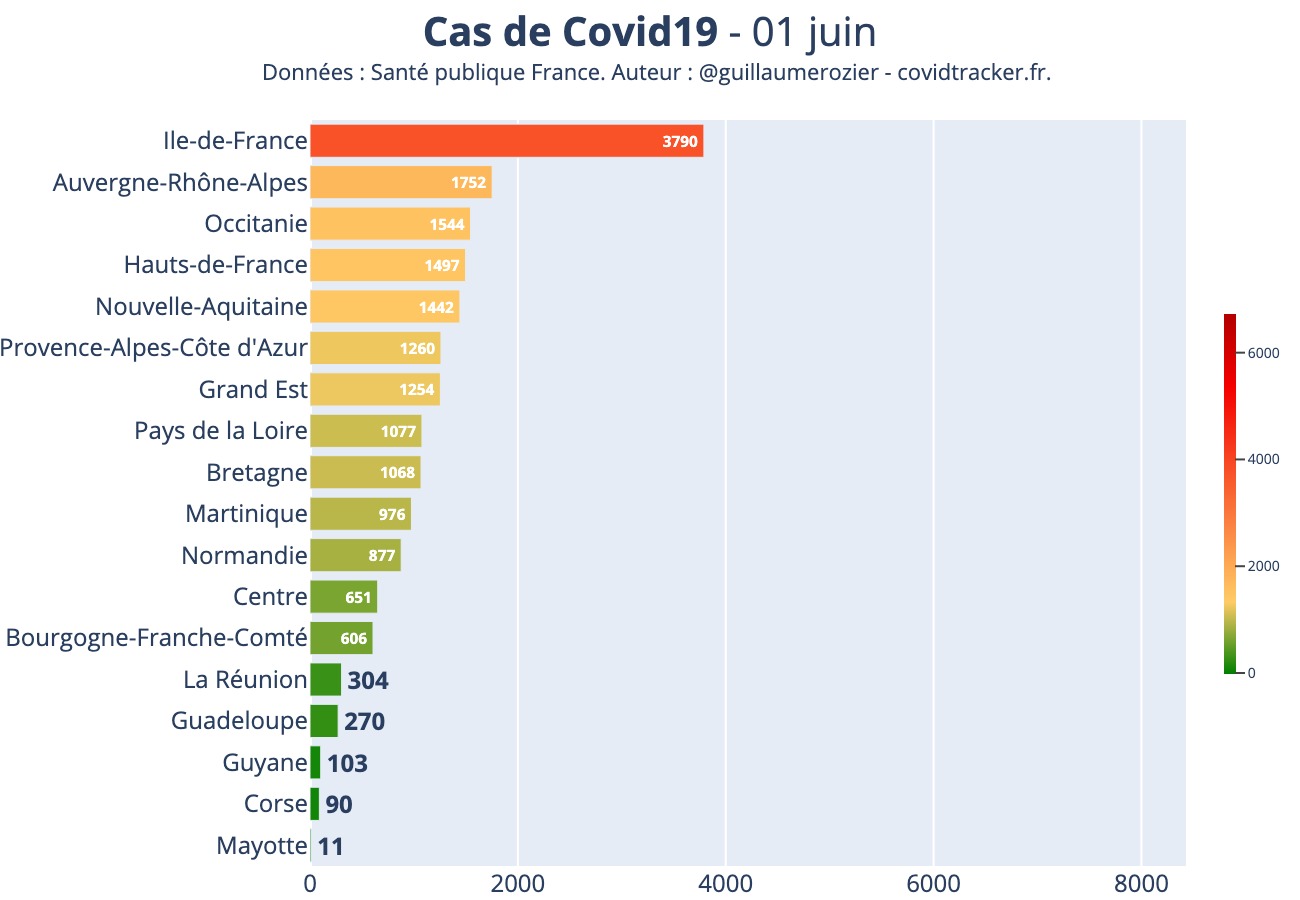 Cas de Covid19 - 01 juin
Données : Santé publique France. Auteur : @guillaumerozier - covidtracker.fr.
Ile-de-France 3790
Auvergne-Rhône-Alpes 1752
Occitanie 1544
Hauts-de-France 1497
Nouvelle-Aquitaine 1442
Provence-Alpes-Côte d'Azur 1260
Grand Est 1254
Pays de la Loire 1077
Bretagne 1068
Martinique 976
Normandie 877
Centre 651
Bourgogne-Franche-Comté 606
La Réunion 304
Guadeloupe 270
Guyane 103
Corse 90
Mayotte 11
0 2000 4000 6000 8000
6000
4000
2000
0